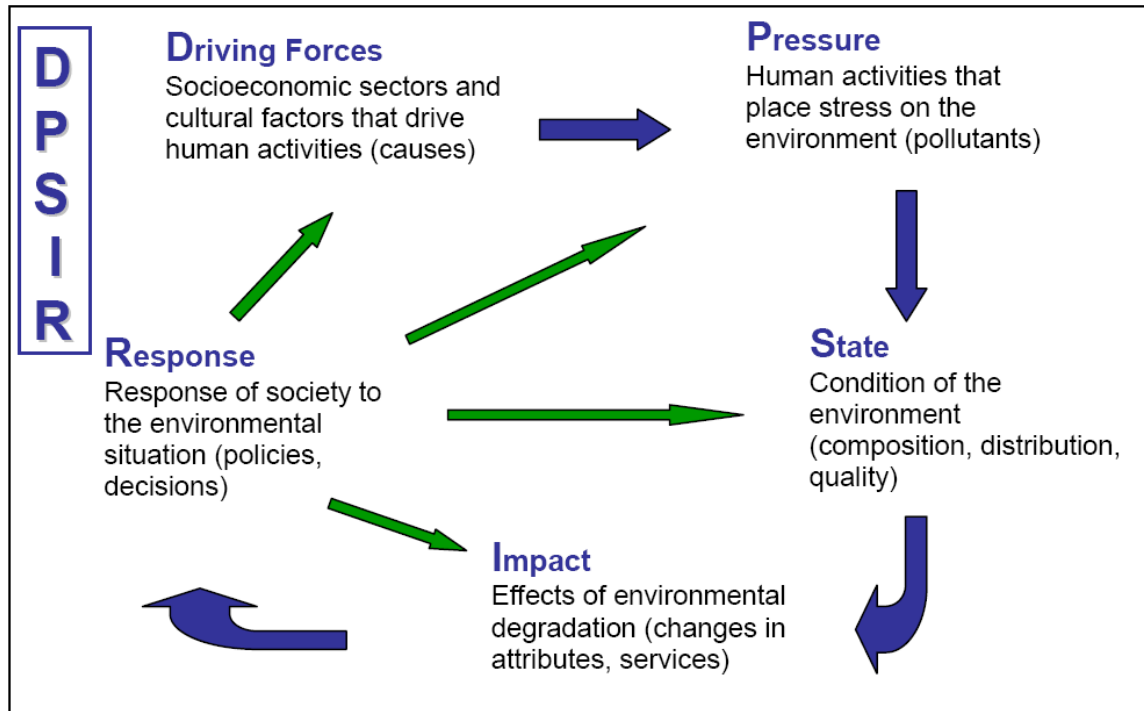 D
P
S
I
R
Driving Forces
Socioeconomic sectors and
cultural factors that drive
human activities (causes)
Pressure
Human activities that
place stress on the
environment (pollutants)
Response
Response of society to
the environmental
situation (policies,
decisions)
State
Condition of the
environment
(composition, distribution,
quality)
Impact
Effects of environmental
degradation (changes in
attributes, services)